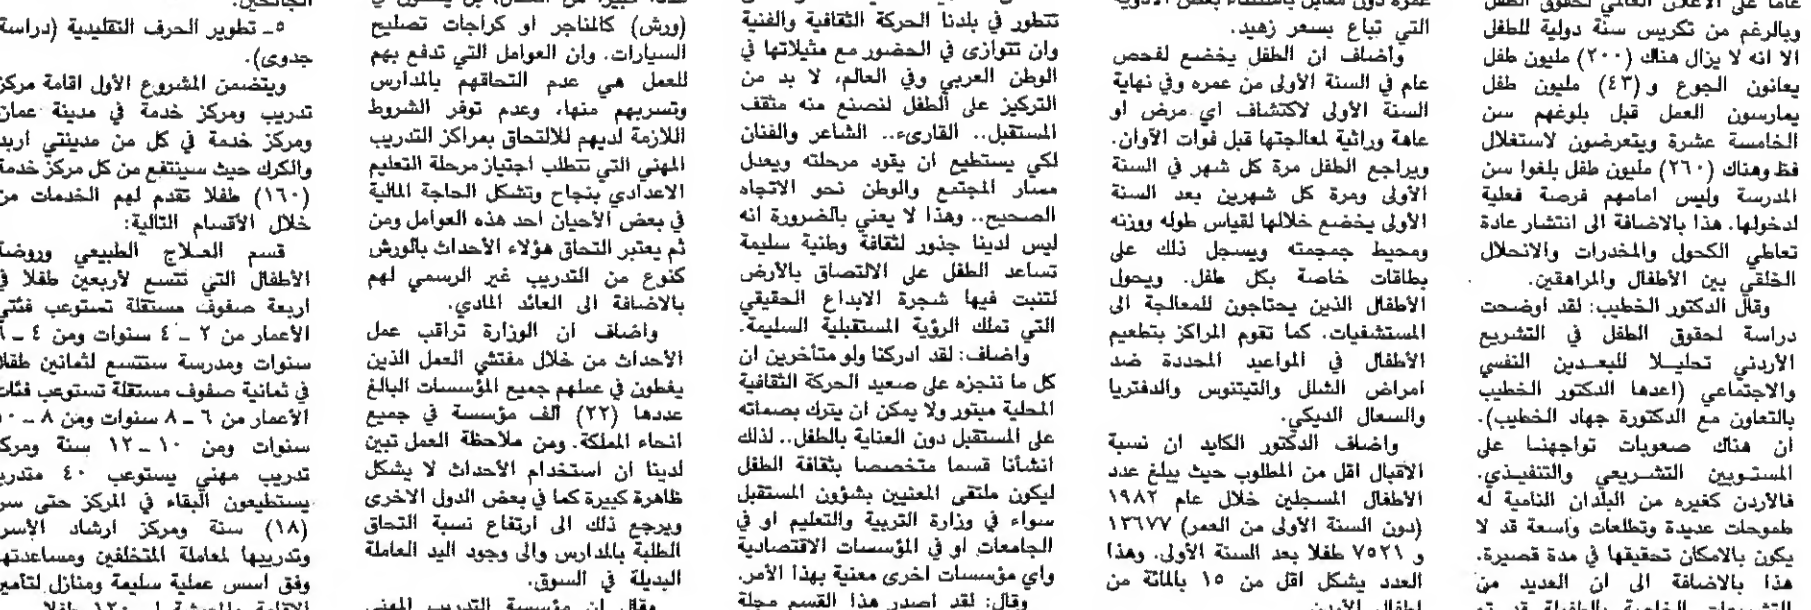 عاما على الاعلان العالمي لحقوق الطفل
وبالرغم من تكريس سنة دولية للطفل
الا انه لا يزال هناك (٢٠٠) مليون طفل
يعانون الجوع و (٤٣) مليون طفل
يمارسون العمل قبل بلوغهم سن
الخامسة عشرة ويتعرضون لاستغلال
فظ وهناك (٢٦٠) مليون طفل بلغوا سن
المدرسة وليس امامهم فرصة فعلية
لدخولها. هذا بالاضافة الى انتشار عادة
تعاطي الكحول والمخدرات والانحلال
الخلقي بين الأطفال والمراهقين.
وقال الدكتور الخطيب: لقد اوضحت
دراسة لحقوق الطفل في التشريع
الأردني تحليلا للبعدين النفسي
والاجتماعي (اعدها الدكتور الخطيب
بالتعاون مع الدكتورة جهاد الخطيب).
ان هناك صعوبات تواجهنا على
المستويين التشريعي والتنفيذي.
فالاردن كغيره من البلدان النامية له
طموحات عديدة وتطلعات واسعة قد لا
يكون بالامكان تحقيقها في مدة قصيرة.
هذا بالاضافة الى ان العديد من
عمره دون مقابل باستثناء بعض الأدوية
التي تباع بسعر زهيد.
وأضاف ان الطفل يخضع لفحص
عام في السنة الأولى من عمره وفي نهاية
السنة الأولى لاكتشاف اي مرض او
عاهة وراثية لمعالجتها قبل فوات الآوان.
ويراجع الطفل مرة كل شهر في السنة
الأولى ومرة كل شهرين بعد السنة
الأولى يخضع خلالها لقياس طوله ووزنه
ومحيط جمجمته ويسجل ذلك على
بطاقات خاصة بكل طفل. ويحول
الأطفال الذين يحتاجون للمعالجة الى
المستشفيات. كما تقوم المراكز بتطعيم
الأطفال في المواعيد المحددة ضد
امراض الشلل والتيتنوس والدفتريا
والسعال الديكي.
واضاف الدكتور الكايد ان نسبة
الاقبال اقل من المطلوب حيث يبلغ عدد
الأطفال المسجلين خلال عام ١٩٨٢
(دون السنة الأولى من العمر) ١٣٦٧٧
و ٧٥٢١ طفلا بعد السنة الأولى. وهذا
العدد يشكل اقل من ١٥ بالمائة من
اطفال الأردن.
تتطور في بلدنا الحركة الثقافية والفنية
وان تتوازى في الحضور مع مثيلاتها في
الوطن العربي وفي العالم، لا بد من
التركيز على الطفل لنصنع منه مثقف
المستقبل.. القارىء.. الشاعر والفنان
لكي يستطيع ان يقود مرحلته ويعدل
مسار المجتمع والوطن نحو الاتجاه
الصحيح.. وهذا لا يعني بالضرورة انه
ليس لدينا جذور لثقافة وطنية سليمة
تساعد الطفل على الالتصاق بالأرض
لتنبت فيها شجرة الابداع الحقيقي
التي تملك الرؤية المستقبلية السليمة.
واضاف: لقد ادركنا ولو متأخرين ان
كل ما ننجزه على صعيد الحركة الثقافية
المحلية مبتور ولا يمكن ان يترك بصماته
على المستقبل دون العناية بالطفل.. لذلك
انشأنا قسما متخصصا بثقافة الطفل
ليكون ملتقى المعنيين بشؤون المستقبل
سواء في وزارة التربية والتعليم او في
الجامعات او في المؤسسات الاقتصادية
واي مؤسسات اخرى معنية بهذا الأمر.
وقال: لقد اصدر هذا القسم مجلة
(ورش) كالمناجر او كراجات تصليح
السيارات. وان العوامل التي تدفع بهم
للعمل هي عدم التحاقهم بالمدارس
وتسربهم منها، وعدم توفر الشروط
اللازمة لديهم للالتحاق بمراكز التدريب
المهني التي تتطلب اجتياز مرحلة التعليم
الاعدادي بنجاح وتشكل الحاجة المالية
في بعض الأحيان احد هذه العوامل ومن
ثم يعتبر التحاق هؤلاء الأحداث بالورش
كنوع من التدريب غير الرسمي لهم
بالاضافة الى العائد المادي.
واضاف ان الوزارة تراقب عمل
الأحداث من خلال مفتشي العمل الذين
يغطون في عملهم جميع المؤسسات البالغ
عددها (٢٢) الف مؤسسة في جميع
انحاء المملكة. ومن ملاحظة العمل تبين
لدينا ان استخدام الأحداث لا يشكل
ظاهرة كبيرة كما في بعض الدول الاخرى
ويرجع ذلك الى ارتفاع نسبة التحاق
الطلبة بالمدارس والى وجود اليد العاملة
البديلة في السوق.
وقال ان مؤسسة التدريب المهني
٥ـ تطوير الحرف التقليدية (دراسة
جدوى).
ويتضمن المشروع الأول اقامة مركز
تدريب ومركز خدمة في مدينة عمان
ومركز خدمة في كل من مدينتي اربد
والكرك حيث سينتفع من كل مركز خدمة
(١٦٠) طفلا تقدم لهم الخدمات من
خلال الأقسام التالية:
قسم العلاج الطبيعي وروضة
الأطفال التي تتسع لأربعين طفلا في
اربعة صفوف مستقلة تستوعب فئتي
الأعمار من ٢ ـ ٤ سنوات ومن ٤ ـ ٦
سنوات ومدرسة ستتسع لثمانين طفلا
في ثمانية صفوف مستقلة تستوعب فئات
الأعمار من ٦ ـ ٨ سنوات ومن ٨ ـ ١٠
سنوات ومن ١٠ ـ ١٢ سنة ومركز
تدريب مهني يستوعب ٤٠ متدربا
يستطيعون البقاء في المركز حتى سن
(١٨) سنة ومركز ارشاد الأسر
وتدريبها لمعاملة المتخلفين ومساعدتهم
وفق اسس عملية سليمة ومنازل لتأمين